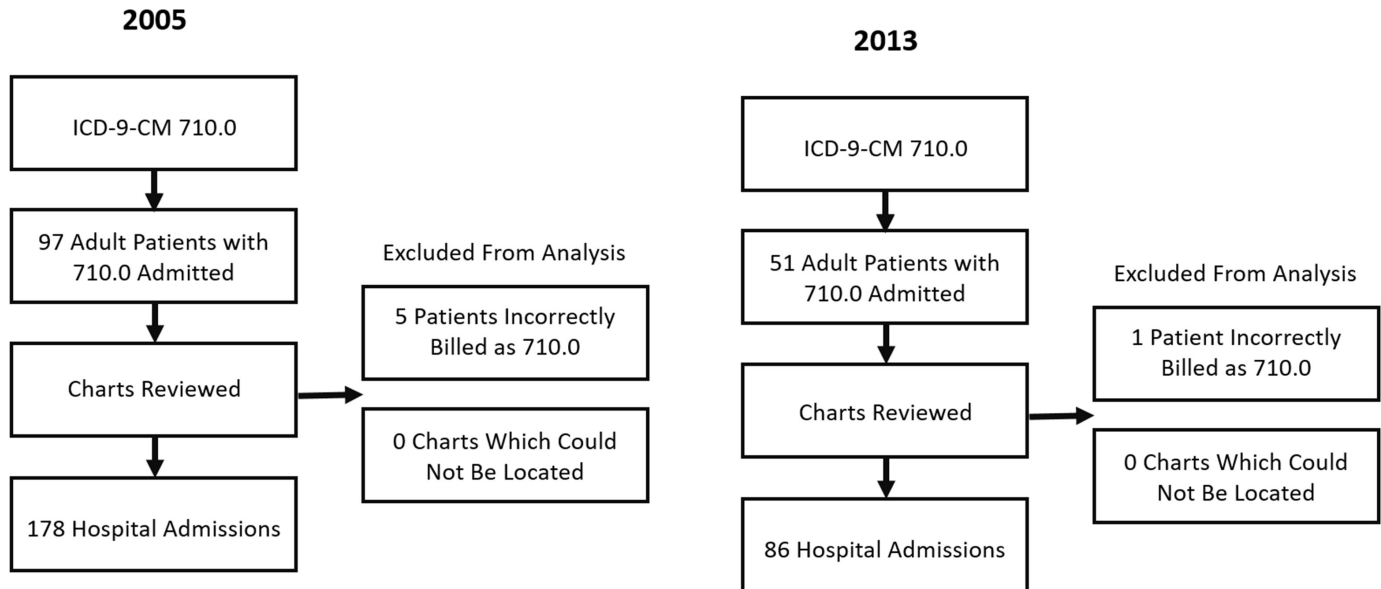 2005
ICD-9-CM 710.0
97 Adult Patients with
710.0 Admitted
Charts Reviewed
Excluded From Analysis
5 Patients Incorrectly
Billed as 710.0
0 Charts Which Could
Not Be Located
178 Hospital Admissions
2013
ICD-9-CM 710.0
51 Adult Patients with
710.0 Admitted
Charts Reviewed
Excluded From Analysis
1 Patient Incorrectly
Billed as 710.0
0 Charts Which Could
Not Be Located
86 Hospital Admissions